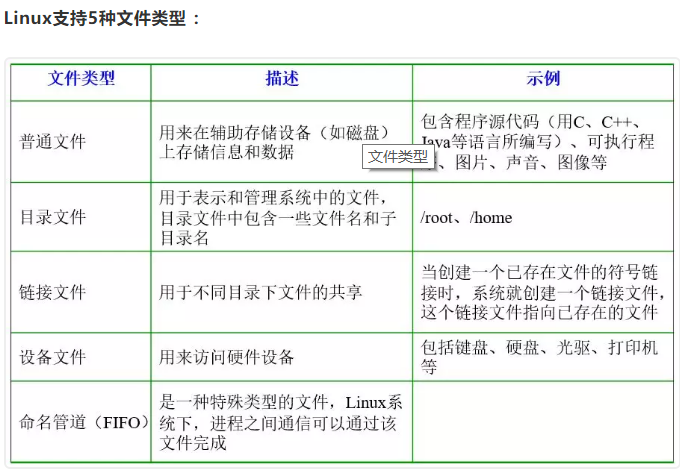 Linux支持5种文件类型 ：
文件类型
描述
示例
普通文件
用来在辅助存储设备（如磁盘）
上存储信息和数据
包含程序源代码（用C、C++、
Java等语言所编写）、可执行程
、图片、声音、图像等
文件类型
目录文件
用于表示和管理系统中的文件，
目录文件中包含一些文件名和子
目录名
/root、/home
链接文件
用于不同目录下文件的共享
当创建一个已存在文件的符号链
接时，系统就创建一个链接文件，
这个链接文件指向已存在的文件
设备文件
用来访问硬件设备
包括键盘、硬盘、光驱、打印机
等
命名管道（FIFO）
是一种特殊类型的文件，Linux系
统下，进程之间通信可以通过该
文件完成